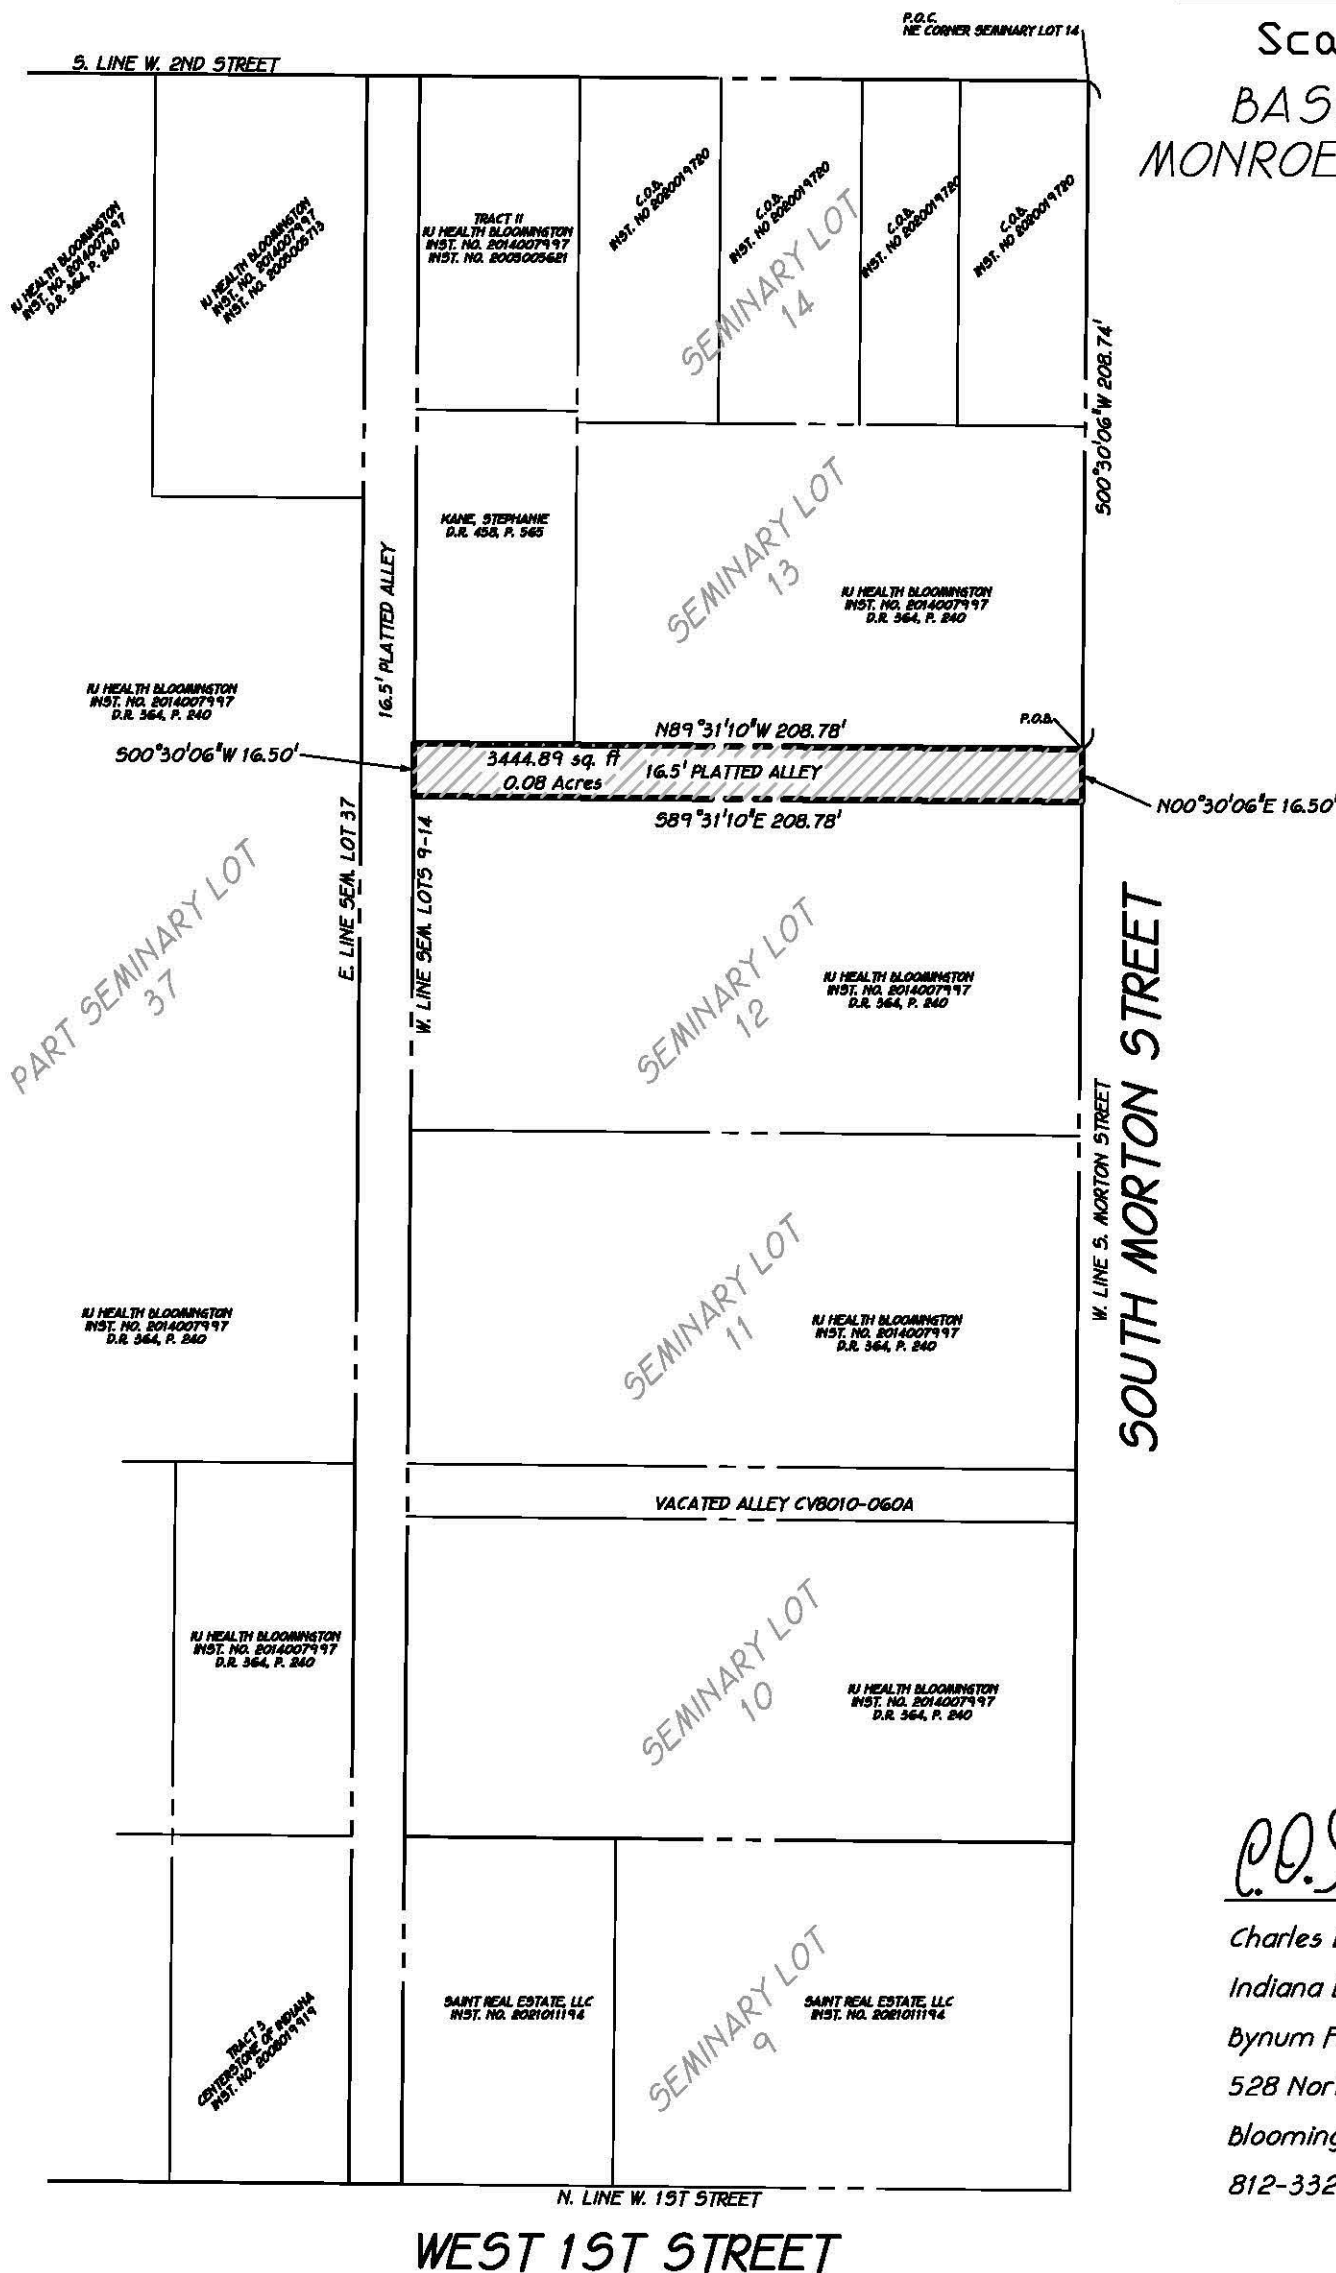 P.O.C.
NE CORNER SEMINARY LOT 14
S. LINE W. 2ND STREET
BAS
MONROE
IU HEALTH BLOOMINGTON
INST. NO. 2014007997
D.R. 364, P. 240
IU HEALTH BLOOMINGTON
INST. NO. 2014007997
INST. NO. 2005005713
TRACT II
IU HEALTH BLOOMINGTON
INST. NO. 2014007997
INST. NO. 2003005621
C.O.B.
INST. NO 2020019720
C.O.B.
INST. NO 2020019720
C.O.B.
INST. NO 2020019720
C.O.B.
INST. NO 2020019720
SEMINARY LOT
14
S00°30'06"W 208.74'
KANE, STEPHANIE
D.R. 458, P. 565
SEMINARY LOT
13
IU HEALTH BLOOMINGTON
INST. NO. 2014007997
D.R. 364, P. 240
16.5' PLATTED ALLEY
IU HEALTH BLOOMINGTON
INST. NO. 2014007997
D.R. 364, P. 240
N89°31'10"W 208.78'
P.O.B.
S00°30'06"W 16.50'
3444.89 sq. ft
0.08 Acres
16.5' PLATTED ALLEY
N00°30'06"E 16.50'
S89°31'10"E 208.78'
E. LINE SEM. LOT 37
W. LINE SEM. LOTS 9-14
PART SEMINARY LOT
37
SEMINARY LOT
12
IU HEALTH BLOOMINGTON
INST. NO. 2014007997
D.R. 364, P. 240
W. LINE S. MORTON STREET
SOUTH MORTON STREET
SEMINARY LOT
11
IU HEALTH BLOOMINGTON
INST. NO. 2014007997
D.R. 364, P. 240
IU HEALTH BLOOMINGTON
INST. NO. 2014007997
D.R. 364, P. 240
VACATED ALLEY CV8010-060A
IU HEALTH BLOOMINGTON
INST. NO. 2014007997
D.R. 364, P. 240
SEMINARY LOT
10
IU HEALTH BLOOMINGTON
INST. NO. 2014007997
D.R. 364, P. 240
TRACT 3
CENTERSTONE OF INDIANA
INST. NO. 2008019919
SAINT REAL ESTATE, LLC
INST. NO. 2021011194
SEMINARY LOT
9
SAINT REAL ESTATE, LLC
INST. NO. 2021011194
Charles
Indiana
Bynum F
528 Nor
Blooming
812-332
N. LINE W. 1ST STREET
WEST 1ST STREET